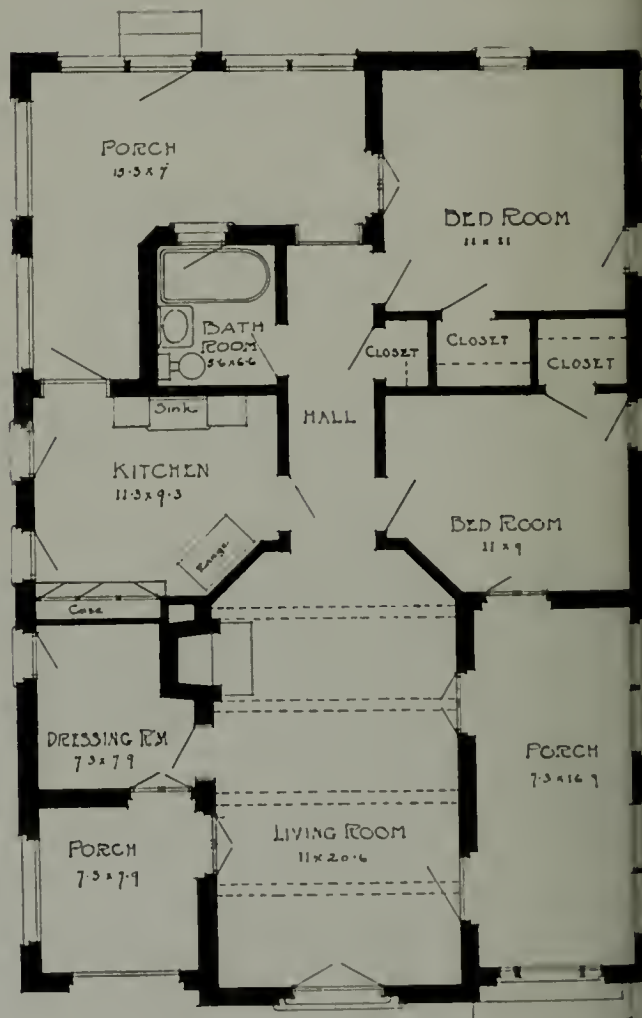 PORCH
15·3 x 7
BED ROOM
11 x 11
BATH
ROOM
5·6 x 6·6
CLOSET
CLOSET
CLOSET
Sink
HALL
KITCHEN
11·3 x 9·3
BED ROOM
11 x 9
Range
Case
DRESSING R'M
7 3 x 7 9
PORCH
7·3 x 16 9
LIVING ROOM
11 x 20·6
PORCH
7·3 x 7·9